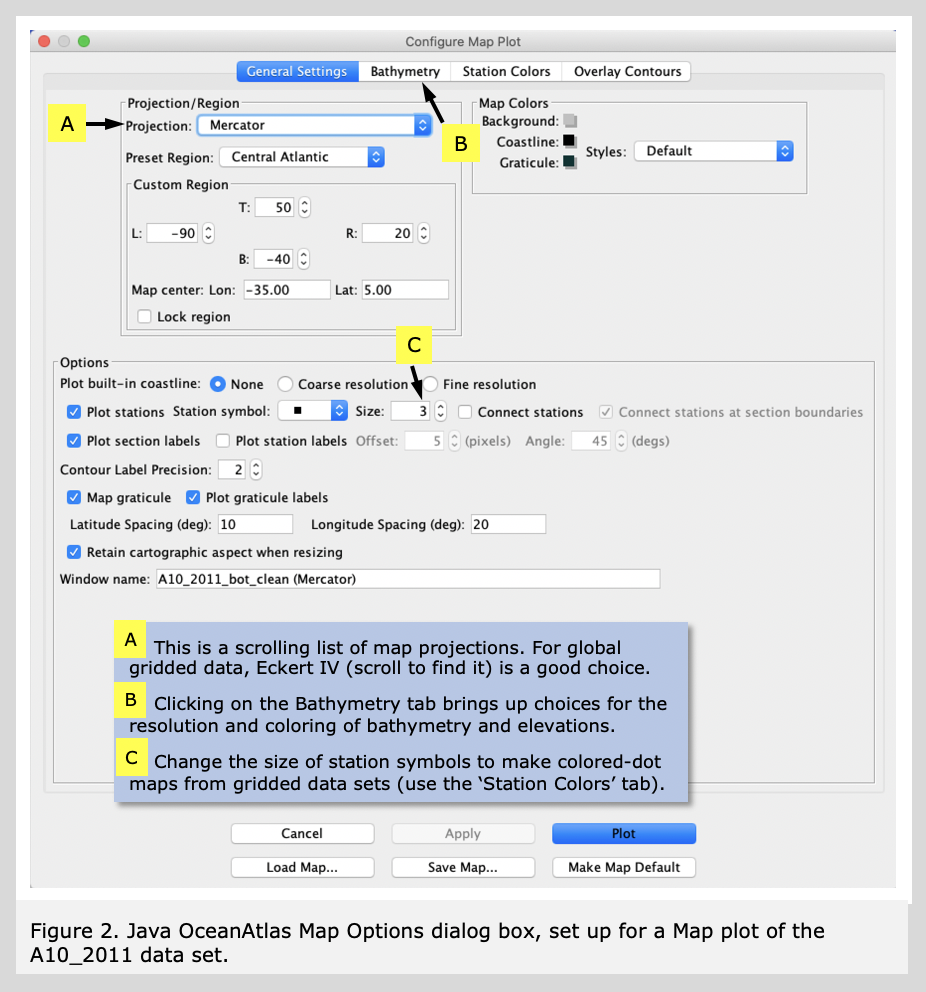 Configure Map Plot
General Settings Bathymetry Station Colors Overlay Contours
Projection/Region
A
Projection: Mercator
B
Preset Region: Central Atlantic
Custom Region
T: 50
L: -90 R: 20
B: -40
Map center: Lon: -35.00 Lat: 5.00
Lock region
Map Colors
Background:
Coastline:
Graticule:
Styles: Default
C
Options
Plot built-in coastline: None Coarse resolution Fine resolution
Plot stations Station symbol: Size: 3 Connect stations Connect stations at section boundaries
Plot section labels Plot station labels Offset: 5 (pixels) Angle: 45 (degs)
Contour Label Precision: 2
Map graticule Plot graticule labels
Latitude Spacing (deg): 10 Longitude Spacing (deg): 20
Retain cartographic aspect when resizing
Window name: A10_2011_bot_clean (Mercator)
A This is a scrolling list of map projections. For global
gridded data, Eckert IV (scroll to find it) is a good choice.
B Clicking on the Bathymetry tab brings up choices for the
resolution and coloring of bathymetry and elevations.
C Change the size of station symbols to make colored-dot
maps from gridded data sets (use the ‘Station Colors’ tab).
Cancel Apply Plot
Load Map... Save Map... Make Map Default
Figure 2. Java OceanAtlas Map Options dialog box, set up for a Map plot of the
A10_2011 data set.